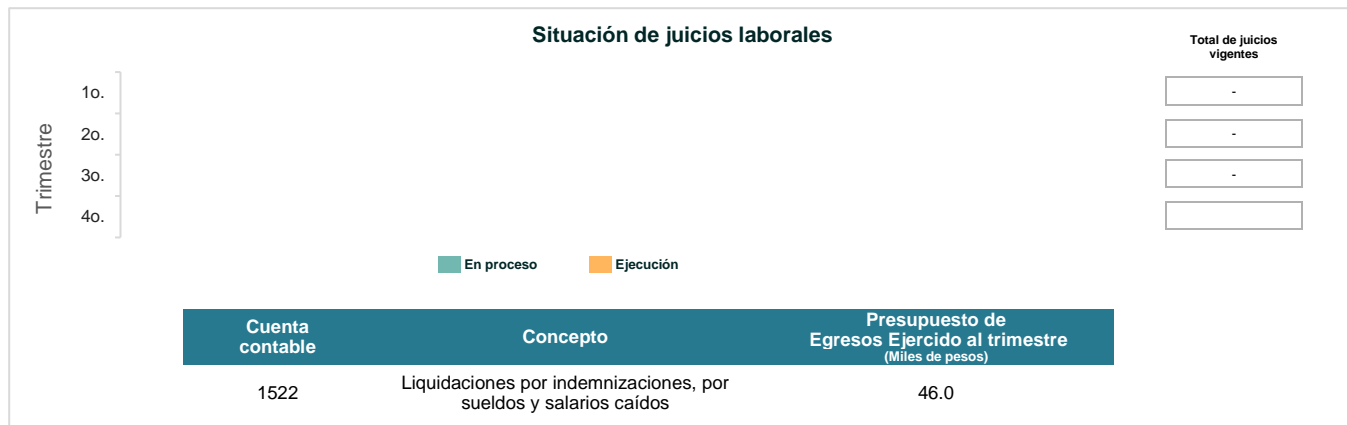 Situación de juicios laborales
Total de juicios
vigentes
Trimestre
1o.
-
2o.
-
3o.
-
4o.
En proceso
Ejecución
Cuenta
contable
Concepto
Presupuesto de
Egresos Ejercido al trimestre
(Miles de pesos)
1522
Liquidaciones por indemnizaciones, por
sueldos y salarios caídos
46.0